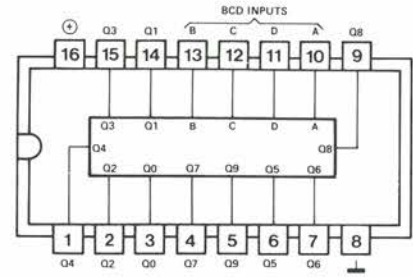 BCD INPUTS
⊕ Q3 Q1 B C D A Q8
16 15 14 13 12 11 10 9
Q3 Q1 B C D A
Q4 Q8
Q2 Q0 Q7 Q9 Q5 Q6
1 2 3 4 5 6 7 8
Q4 Q2 Q0 Q7 Q9 Q5 Q6